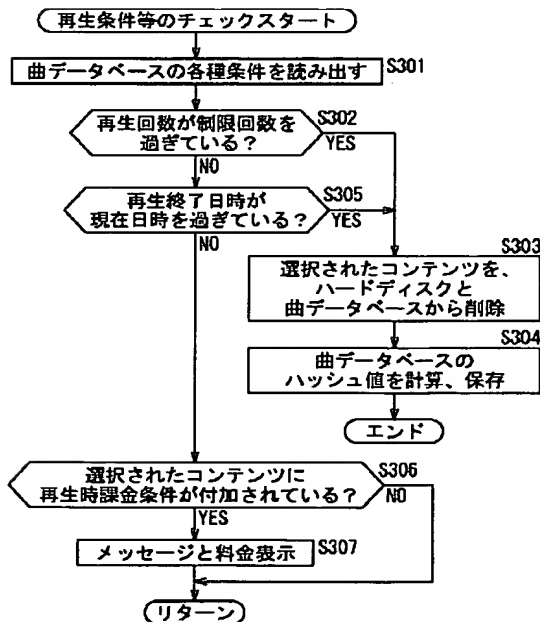 再生条件等のチェックスタート
曲データベースの各種条件を読み出す
S301
再生回数が制限回数を
過ぎている？
S302
YES
NO
再生終了日時が
現在日時を過ぎている？
S305
YES
NO
S303
選択されたコンテンツを、
ハードディスクと
曲データベースから削除
S304
曲データベースの
ハッシュ値を計算、保存
エンド
選択されたコンテンツに
再生時課金条件が付加されている？
S306
NO
YES
メッセージと料金表示
S307
リターン